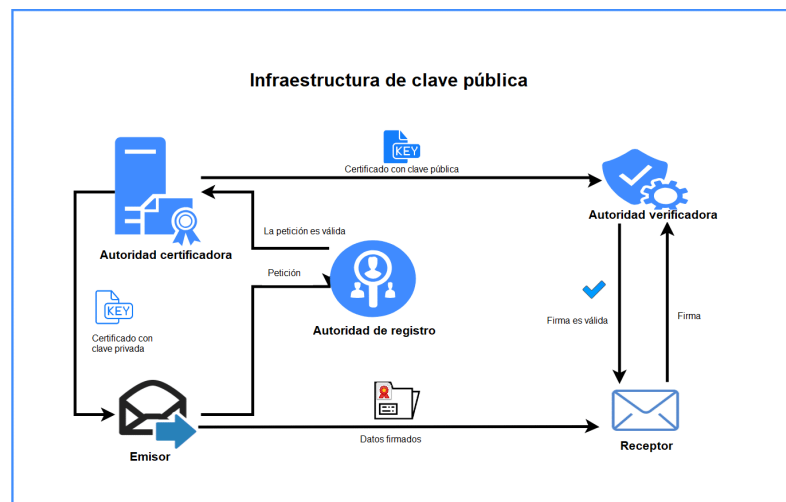 Infraestructura de clave pública
KEY
Certificado con clave pública
Autoridad verificadora
La petición es válida
Autoridad certificadora
Petición
Autoridad de registro
KEY
Certificado con
clave privada
Firma es válida
Firma
Datos firmados
Emisor
Receptor